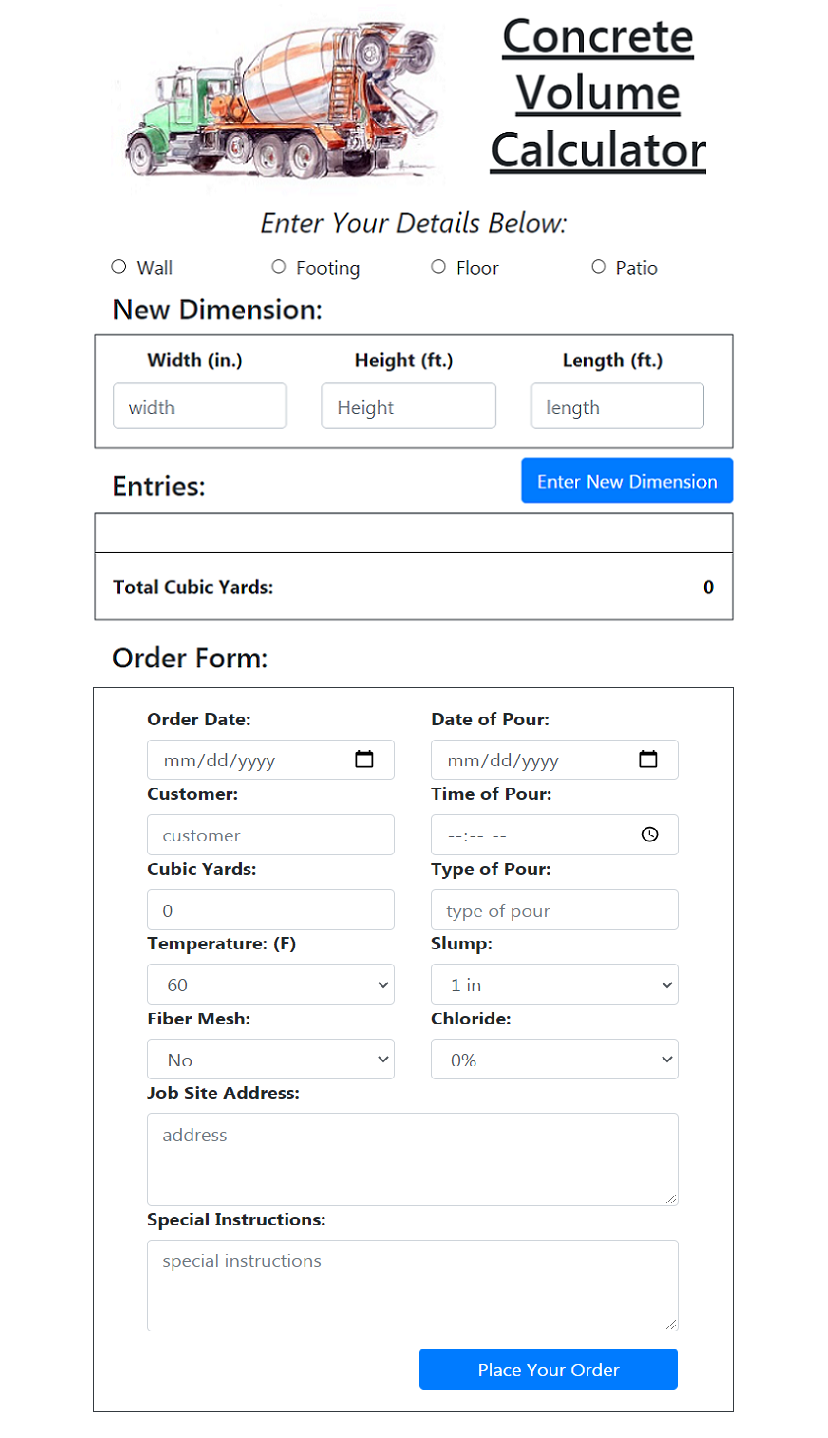 Concrete
Volume
Calculator
Enter Your Details Below:
Wall Footing Floor Patio
New Dimension:
Width (in.) Height (ft.) Length (ft.)
width Height length
Entries: Enter New Dimension
Total Cubic Yards: 0
Order Form:
Order Date: Date of Pour:
mm/dd/yyyy mm/dd/yyyy
Customer: Time of Pour:
customer --:-- --
Cubic Yards: Type of Pour:
0 type of pour
Temperature: (F) Slump:
60 1 in
Fiber Mesh: Chloride:
No 0%
Job Site Address:
address
Special Instructions:
special instructions
Place Your Order